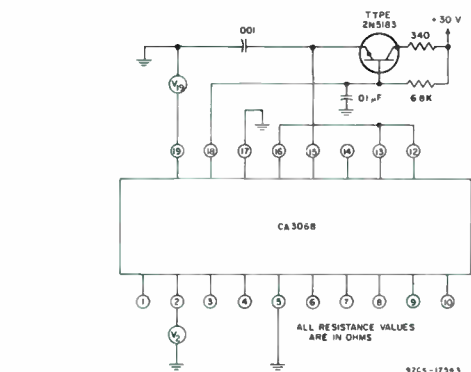 TYPE
2N5183
+30 V
.001
340
V19
.01 µF
6.8K
19
18
17
16
15
14
13
12
CA3068
1
2
3
4
5
6
7
8
9
10
V2
ALL RESISTANCE VALUES
ARE IN OHMS
92CS-17343